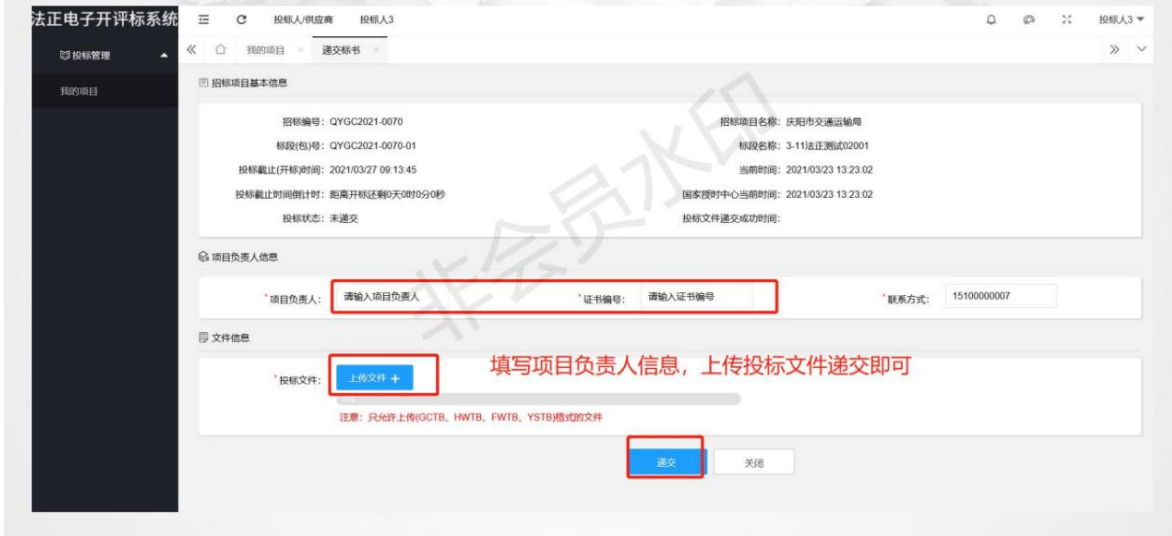 法正电子开评标系统
投标人/供应商 投标人3
投标人3
投标管理
我的项目 递交标书
我的项目
招标项目基本信息
招标编号: QYGC2021-0070 招标项目名称: 庆阳市交通运输局
标段(包)号: QYGC2021-0070-01 标段名称: 3-11法正测试02001
投标截止(开标)时间: 2021/03/27 09:13:45 当前时间: 2021/03/23 13:23:02
投标截止时间倒计时: 距离开标还剩0天0时0分0秒 国家授时中心当前时间: 2021/03/23 13:23:02
投标状态: 未递交 投标文件递交成功时间:
项目负责人信息
*项目负责人: 请输入项目负责人 *证书编号: 请输入证书编号 *联系方式: 15100000007
文件信息
填写项目负责人信息，上传投标文件递交即可
*投标文件: 上传文件 +
注意：只允许上传(GCTB、HWTB、FWTB、YSTB)格式的文件
递交 关闭
非会员水印